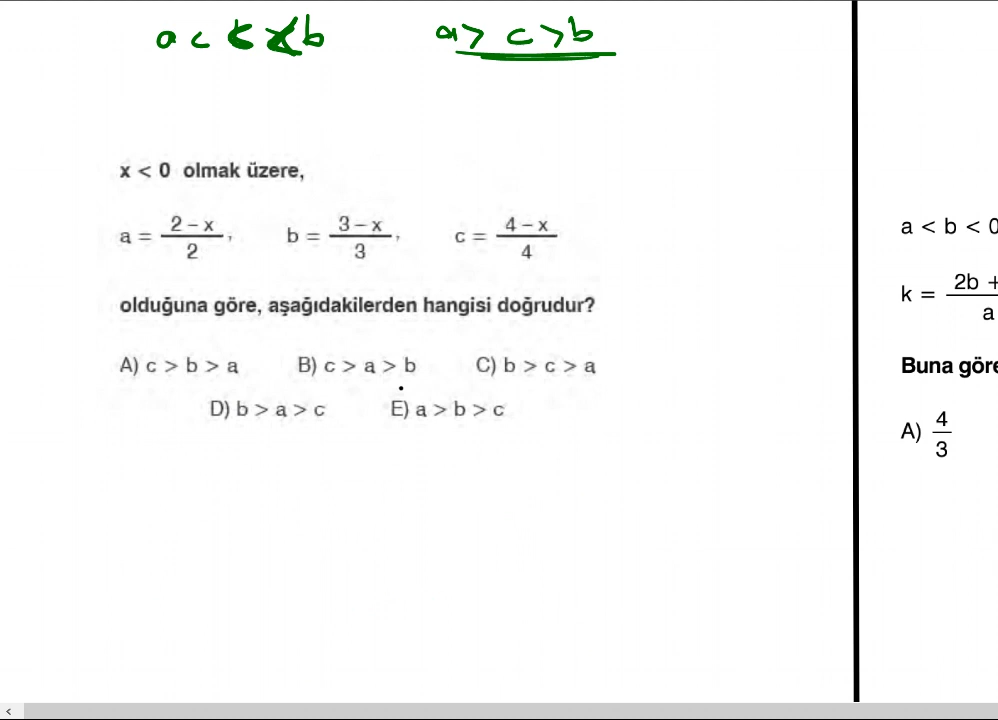 a < c < b    a > c > b
x < 0 olmak üzere,
a = (2 – x)/2,  b = (3 – x)/3,  c = (4 – x)/4
olduğuna göre, aşağıdakilerden hangisi doğrudur?
A) c > b > a  B) c > a > b  C) b > c > a
D) b > a > c  E) a > b > c
a < b < 0
k = 2b +
a
Buna göre
A) 4/3
<